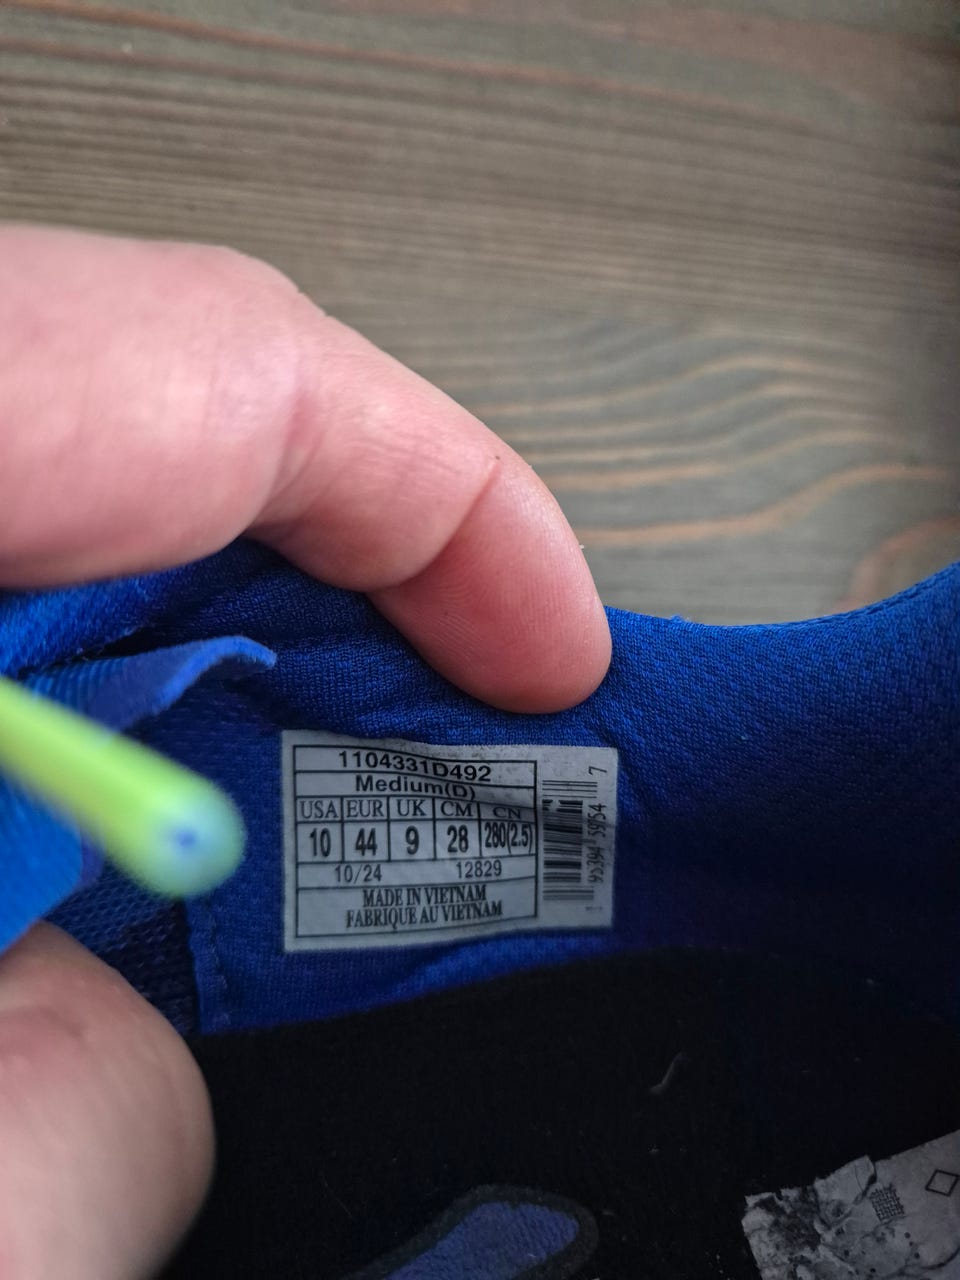 1104331D492
Medium(D)
USA EUR UK CM CN
10 44 9 28 280(2.5)
10/24 12829
MADE IN VIETNAM
FABRIQUE AU VIETNAM